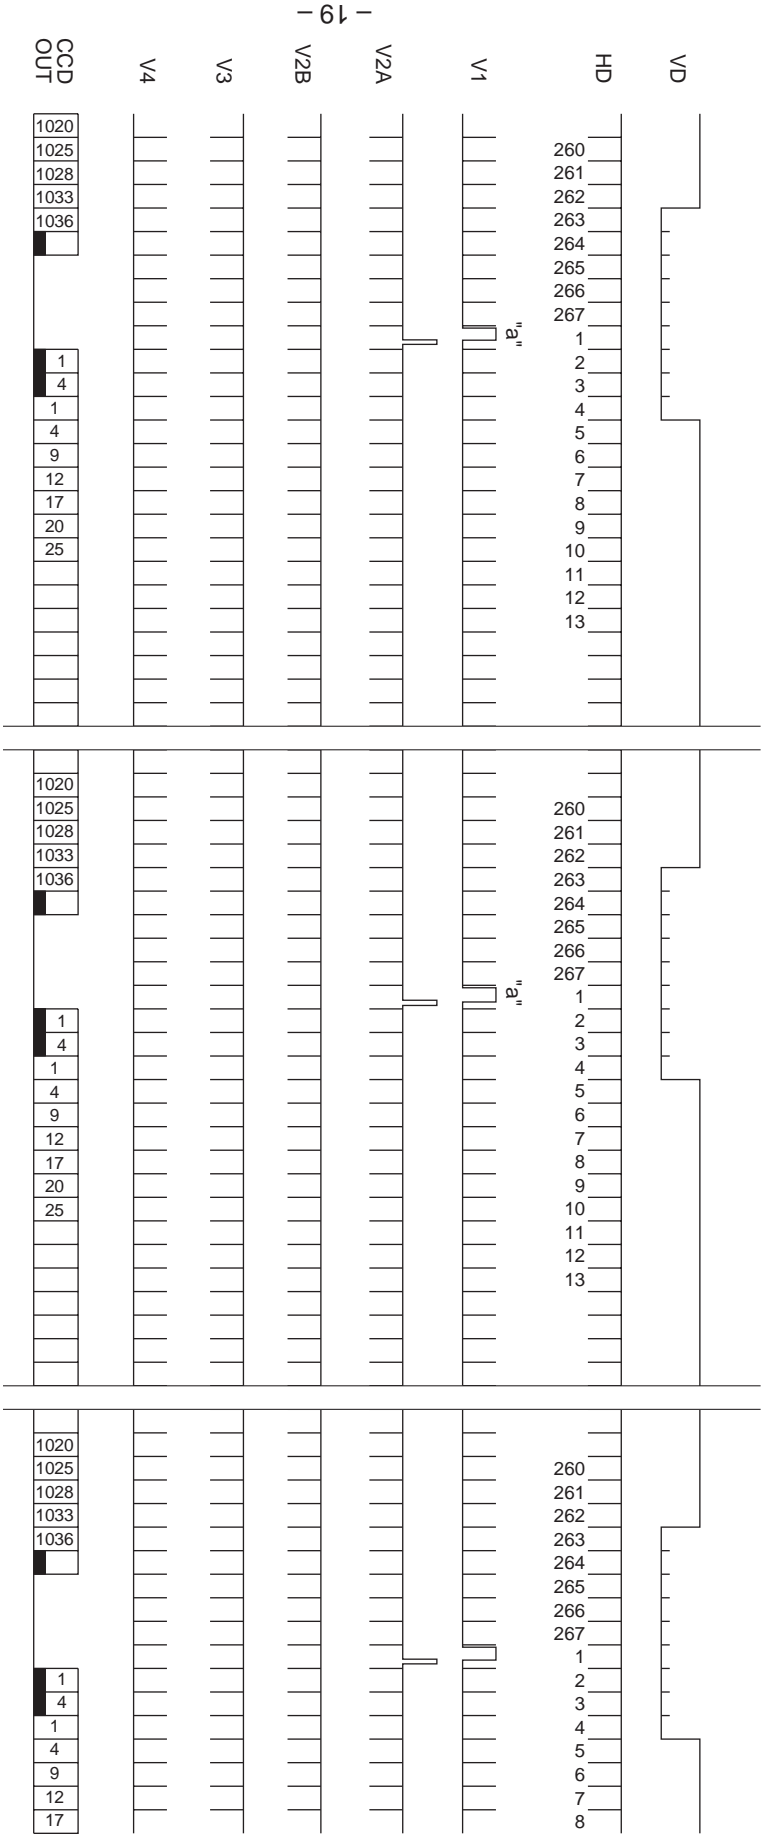 VD
HD
260 261 262 263 264 265 266 267 1 2 3 4 5 6 7 8 9 10 11 12 13 260 261 262 263 264 265 266 267 1 2 3 4 5 6 7 8 9 10 11 12 13 260 261 262 263 264 265 266 267 1 2 3 4 5 6 7 8
"a" "a"
V1
V2A
V2B
V3
V4
CCD
OUT
1020 1025 1028 1033 1036 1 4 1 4 9 12 17 20 25 1020 1025 1028 1033 1036 1 4 1 4 9 12 17 20 25 1020 1025 1028 1033 1036 1 4 1 4 9 12 17
– 19 –